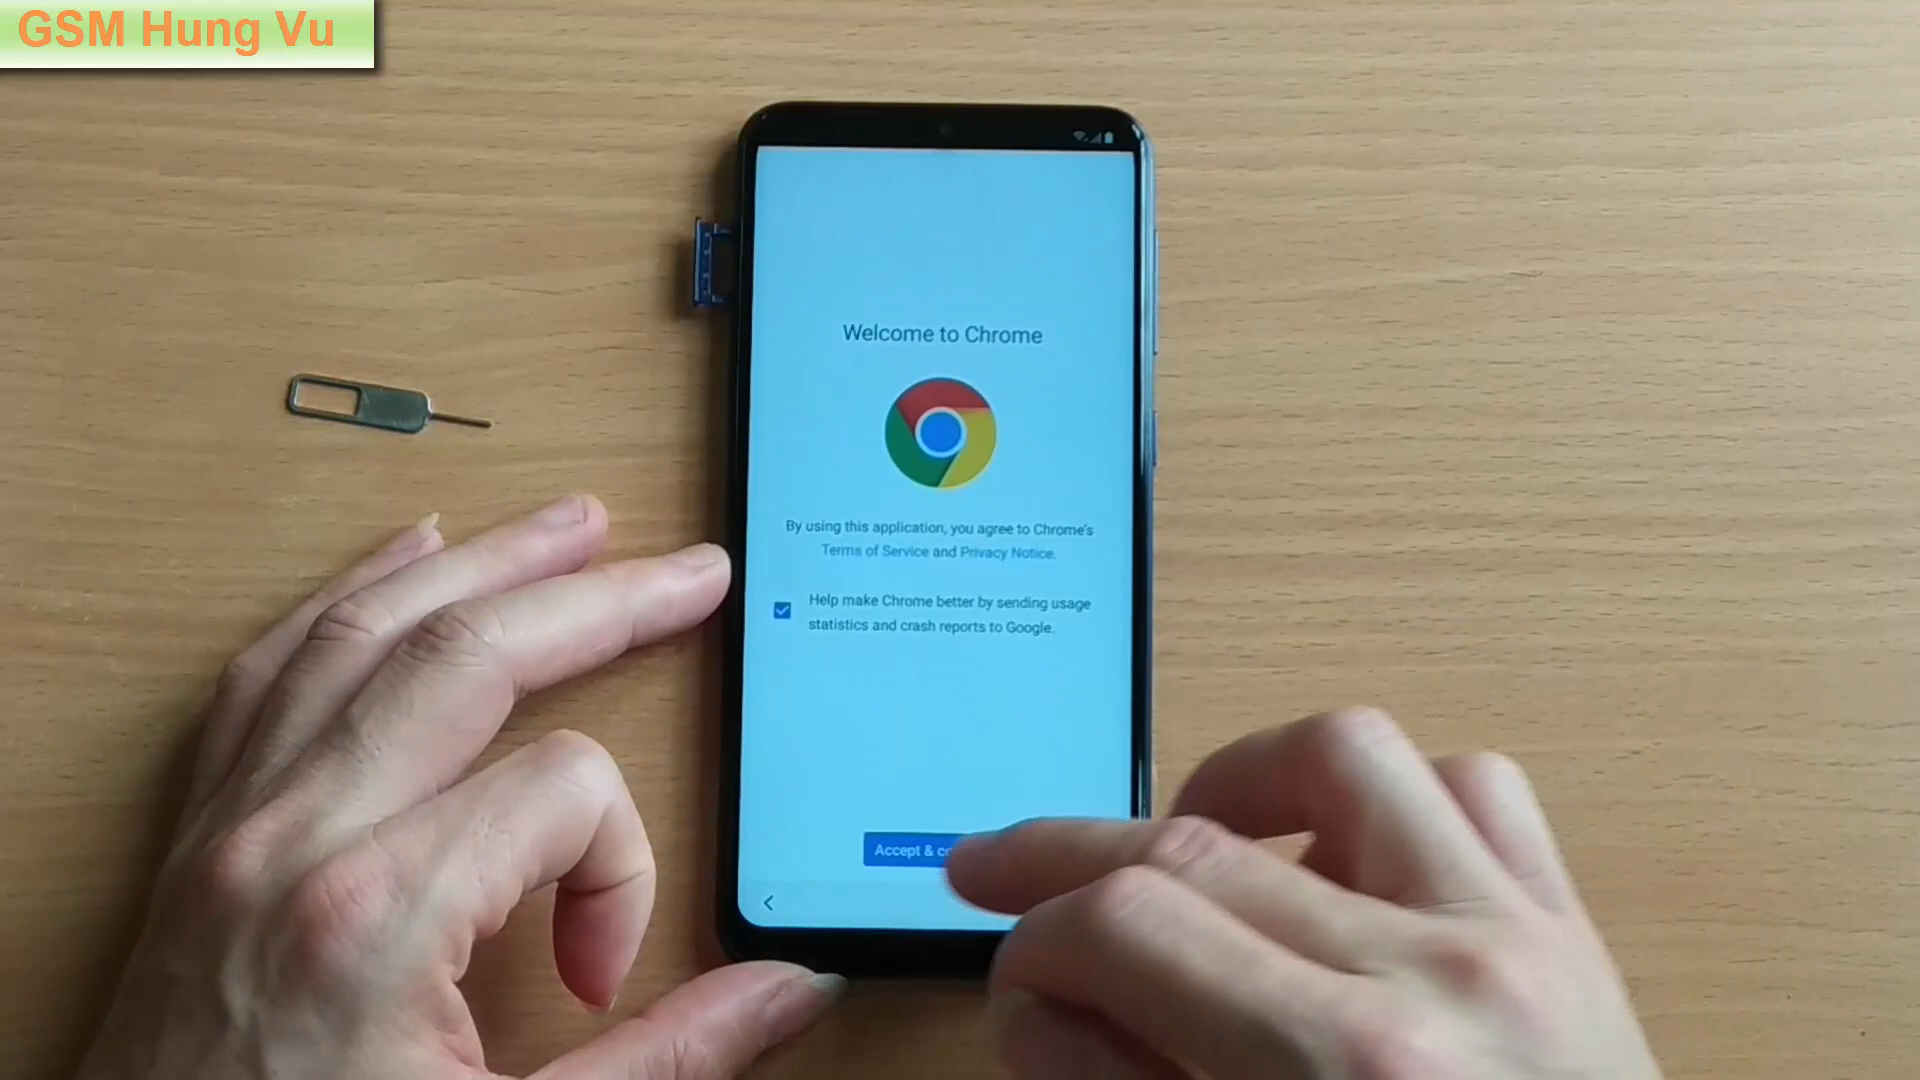 GSM Hung Vu
Welcome to Chrome
By using this application, you agree to Chrome's
Terms of Service and Privacy Notice.
Help make Chrome better by sending usage
statistics and crash reports to Google.
Accept &